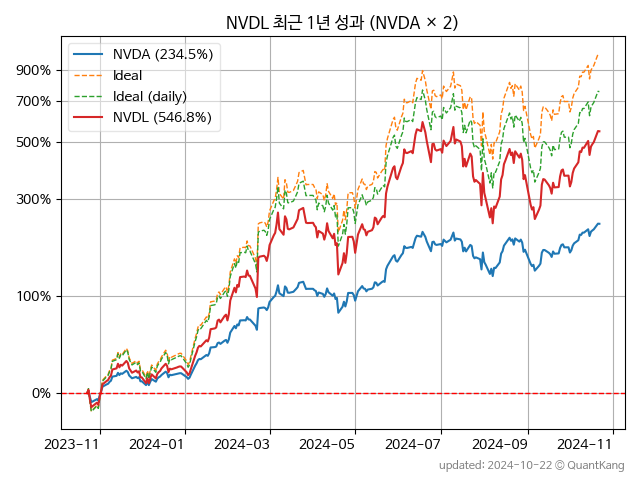 NVDL 최근 1년 성과 (NVDA × 2)
NVDA (234.5%)
Ideal
Ideal (daily)
NVDL (546.8%)
900%
700%
500%
300%
100%
0%
2023-11
2024-01
2024-03
2024-05
2024-07
2024-09
2024-11
updated: 2024-10-22 © QuantKang